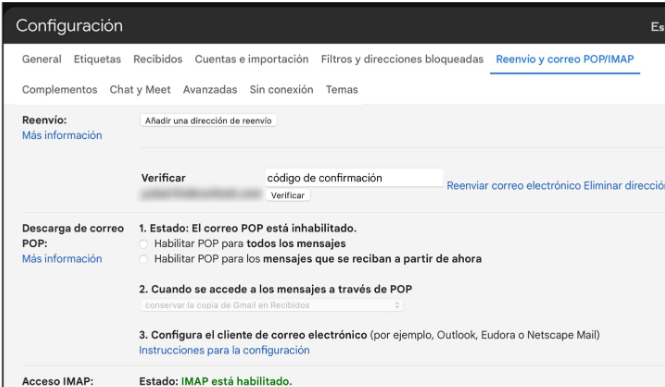 Configuración
Es
General Etiquetas Recibidos Cuentas e importación Filtros y direcciones bloqueadas Reenvío y correo POP/IMAP
Complementos Chat y Meet Avanzadas Sin conexión Temas
Reenvío: Añadir una dirección de reenvío
Más información
Verificar código de confirmación
Verificar Reenviar correo electrónico Eliminar direcció
Descarga de correo POP: 1. Estado: El correo POP está inhabilitado.
Más información
Habilitar POP para todos los mensajes
Habilitar POP para los mensajes que se reciban a partir de ahora
2. Cuando se accede a los mensajes a través de POP
conservar la copia de Gmail en Recibidos
3. Configura el cliente de correo electrónico (por ejemplo, Outlook, Eudora o Netscape Mail)
Instrucciones para la configuración
Acceso IMAP: Estado: IMAP está habilitado.